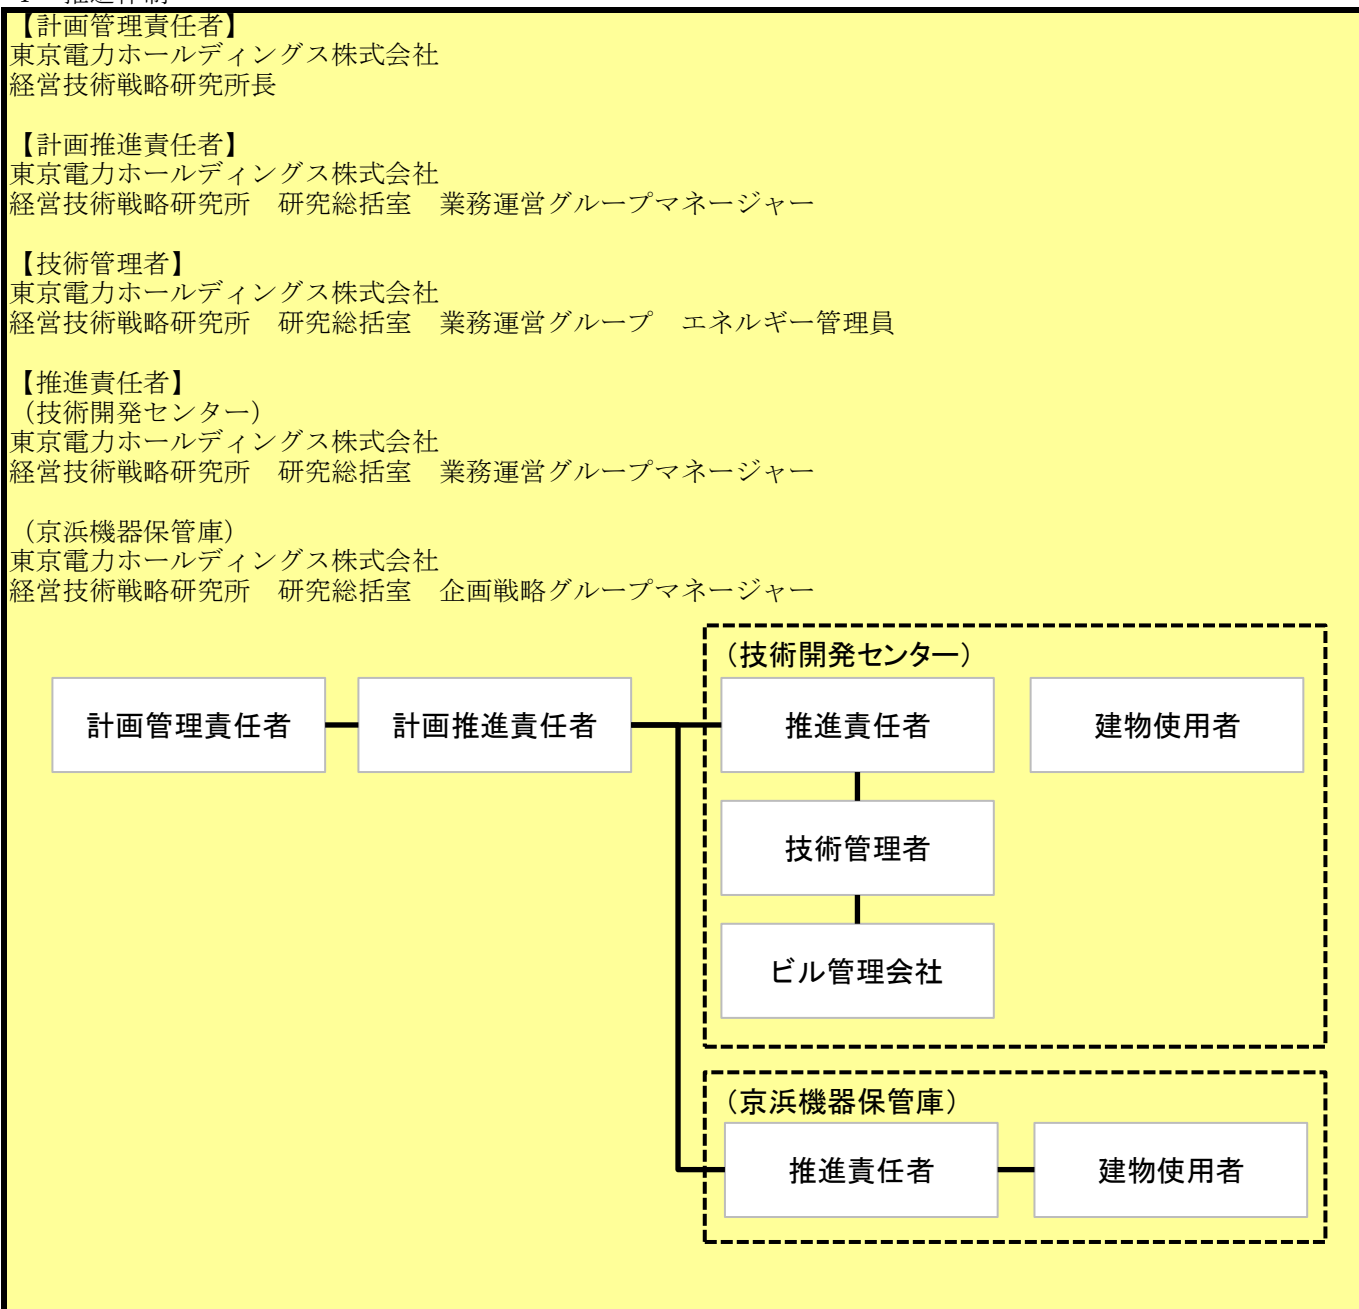 【計画管理責任者】
東京電力ホールディングス株式会社
経営技術戦略研究所長
【計画推進責任者】
東京電力ホールディングス株式会社
経営技術戦略研究所　研究総括室　業務運営グループマネージャー
【技術管理者】
東京電力ホールディングス株式会社
経営技術戦略研究所　研究総括室　業務運営グループ　エネルギー管理員
【推進責任者】
（技術開発センター）
東京電力ホールディングス株式会社
経営技術戦略研究所　研究総括室　業務運営グループマネージャー
（京浜機器保管庫）
東京電力ホールディングス株式会社
経営技術戦略研究所　研究総括室　企画戦略グループマネージャー
（技術開発センター）
計画管理責任者
計画推進責任者
推進責任者
建物使用者
技術管理者
ビル管理会社
（京浜機器保管庫）
推進責任者
建物使用者